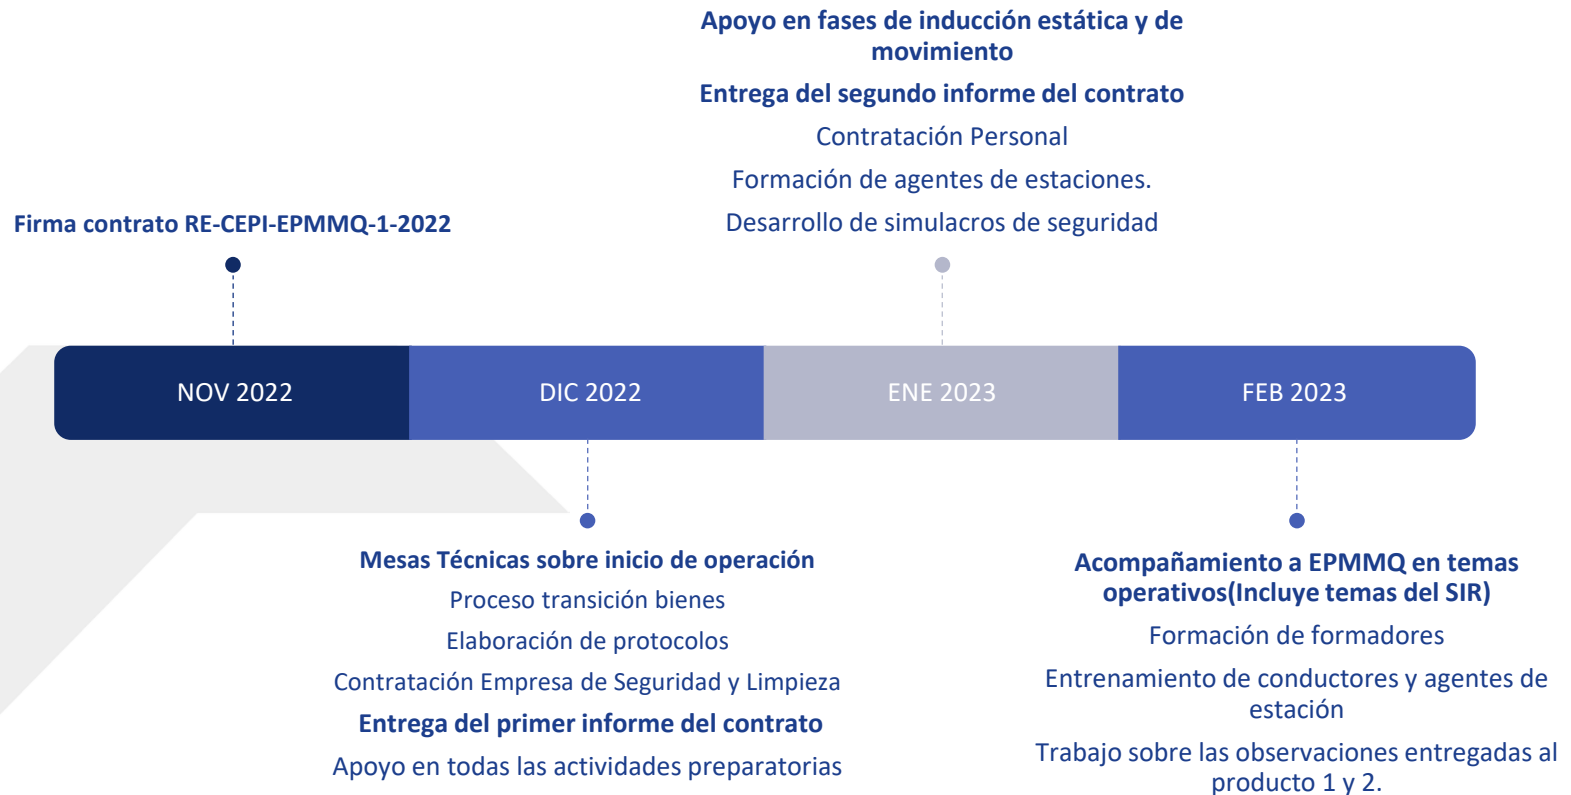 Apoyo en fases de inducción estática y de
movimiento
Entrega del segundo informe del contrato
Contratación Personal
Formación de agentes de estaciones.
Desarrollo de simulacros de seguridad
Firma contrato RE-CEPI-EPMMQ-1-2022
NOV 2022
DIC 2022
ENE 2023
FEB 2023
Mesas Técnicas sobre inicio de operación
Proceso transición bienes
Elaboración de protocolos
Contratación Empresa de Seguridad y Limpieza
Entrega del primer informe del contrato
Apoyo en todas las actividades preparatorias
Acompañamiento a EPMMQ en temas
operativos(Incluye temas del SIR)
Formación de formadores
Entrenamiento de conductores y agentes de
estación
Trabajo sobre las observaciones entregadas al
producto 1 y 2.